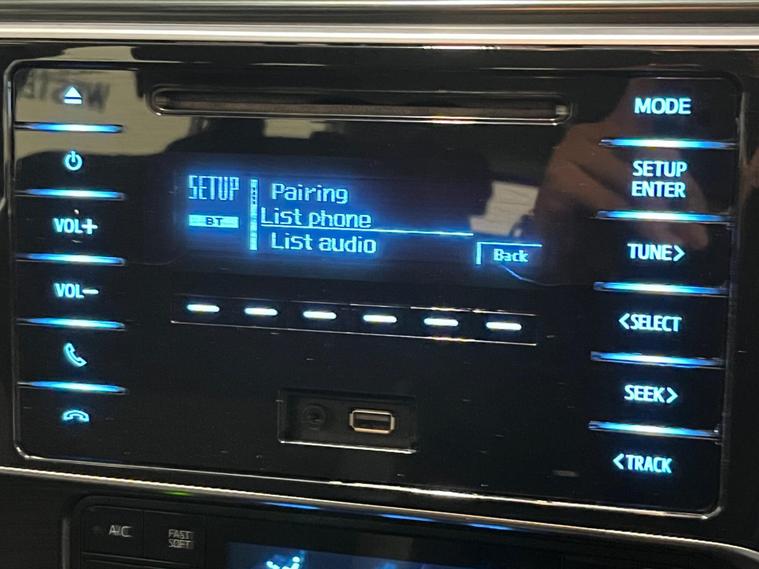 VOL+
VOL-
SETUP
BT
Pairing
List phone
List audio
Back
MODE
SETUP
ENTER
TUNE>
<SELECT
SEEK>
<TRACK
A/C
FAST
SOFT